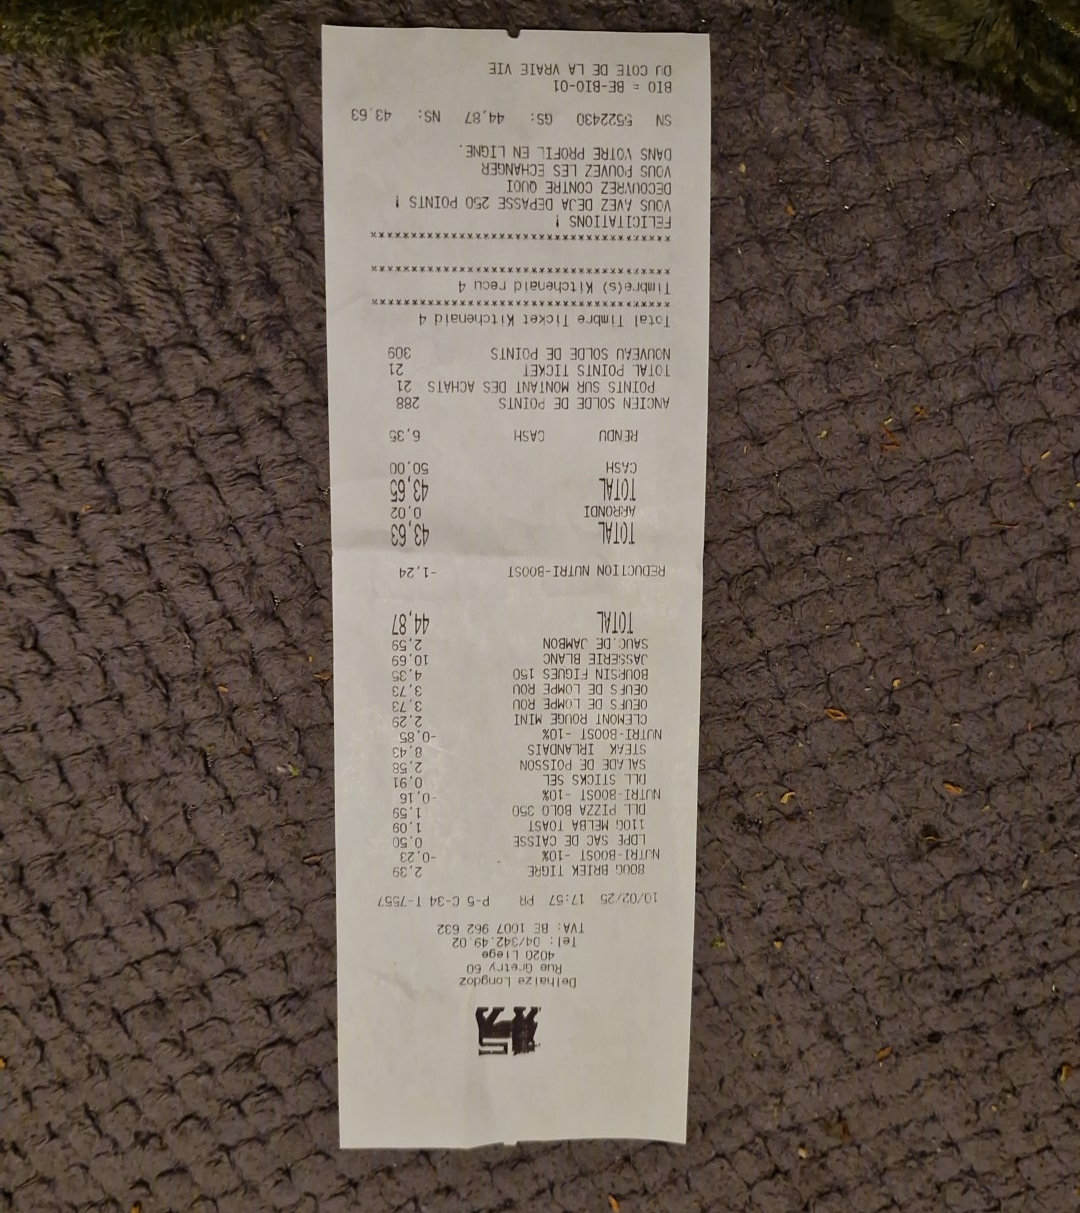 Delhaize Longdoz
Rue Gretry 60
4020 Liege
Tel: 04/342.49.02
TVA: BE 1007 962 632
10/02/25 17:57 PR P-5 C-34 T-7557
BOUG BRIEK TIGRE 2,39
NUTRI-BOOST -10% -0,23
LDPE SAC DE CAISSE 0,50
110G MELBA TOAST 1,09
DLL PIZZA BOLO 350 1,59
NUTRI-BOOST -10% -0,16
DLL STICKS SEL 0,91
SALADE DE POISSON 2,58
STEAK IRLANDAIS 8,43
NUTRI-BOOST -10% -0,85
CLEMONT ROUGE MINI 2,29
OEUFS DE LOMPE ROU 3,73
OEUFS DE LOMPE ROU 3,73
BOURSIN FIGUES 150 4,35
JASSERIE BLANC 10,69
SAUC.DE JAMBON 2,59
TOTAL 44,87
REDUCTION NUTRI-BOOST -1,24
TOTAL 43,63
ARRONDI 0,02
TOTAL 43,65
CASH 50,00
RENDU CASH 6,35
ANCIEN SOLDE DE POINTS 288
POINTS SUR MONTANT DES ACHATS 21
TOTAL POINTS TICKET 21
NOUVEAU SOLDE DE POINTS 309
Total Timbre Ticket Kitchenaid 4
****************************************
Timbre(s) Kitchenaid recu 4
****************************************
****************************************
FELICITATIONS !
VOUS AVEZ DEJA DEPASSE 250 POINTS !
DECOUVREZ CONTRE QUOI
VOUS POUVEZ LES ECHANGER
DANS VOTRE PROFIL EN LIGNE.
SN 5522430 GS: 44,87 NS: 43,63
BIO = BE-BIO-01
DU COTE DE LA VRAIE VIE